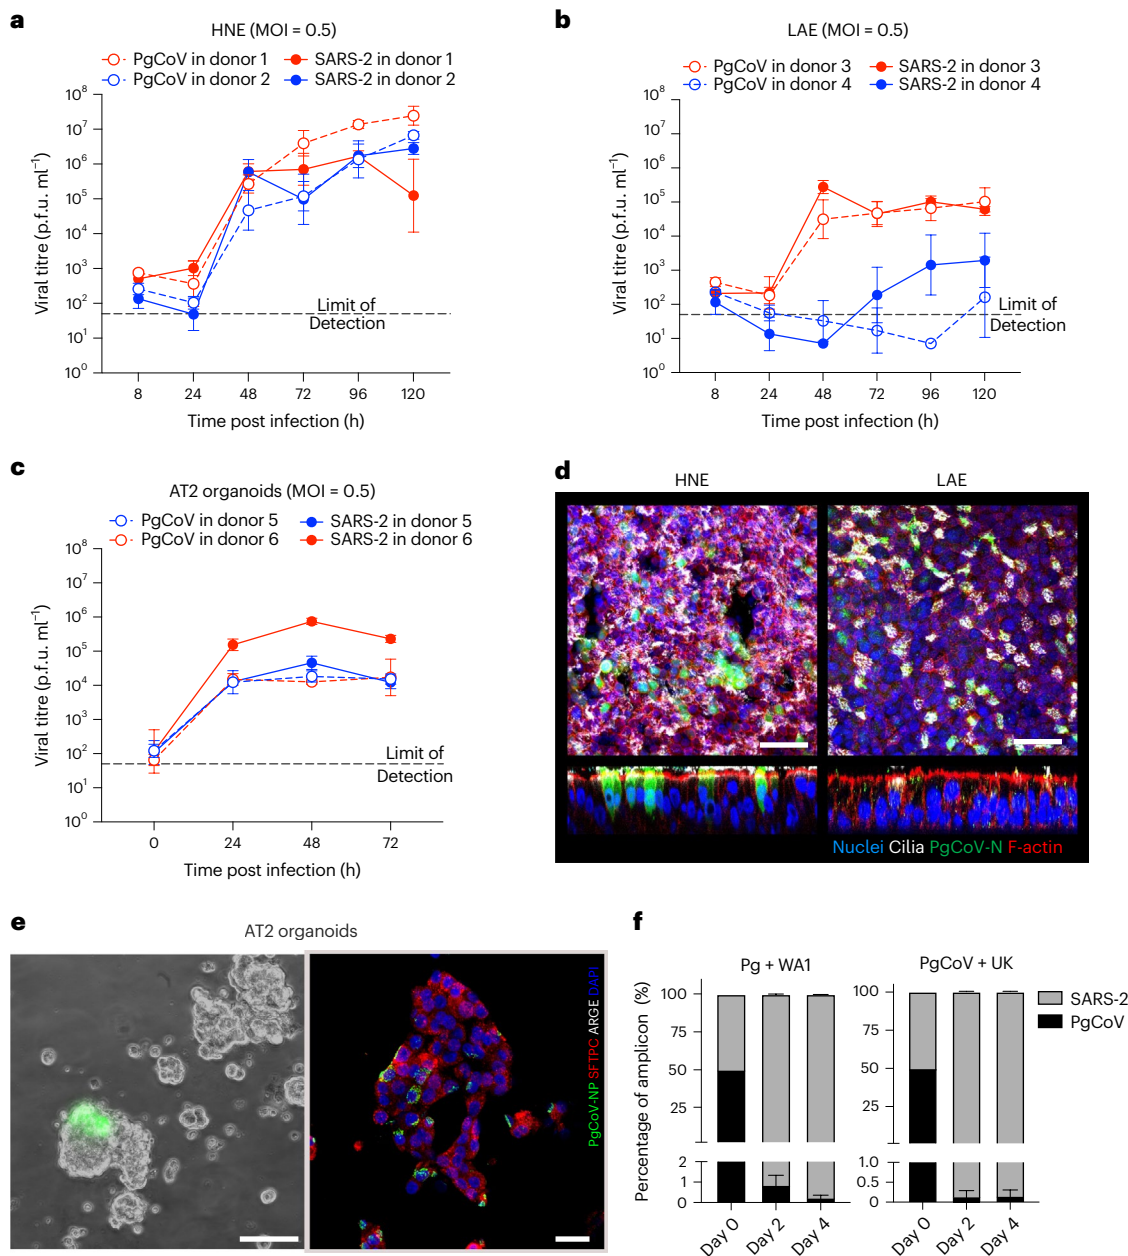 a
HNE (MOI = 0.5)
PgCoV in donor 1
SARS-2 in donor 1
PgCoV in donor 2
SARS-2 in donor 2
Viral titre (p.f.u. ml⁻¹)
10⁸
10⁷
10⁶
10⁵
10⁴
10³
10²
10¹
10⁰
Limit of
Detection
8 24 48 72 96 120
Time post infection (h)
b
LAE (MOI = 0.5)
PgCoV in donor 3
SARS-2 in donor 3
PgCoV in donor 4
SARS-2 in donor 4
Viral titre (p.f.u. ml⁻¹)
10⁸
10⁷
10⁶
10⁵
10⁴
10³
10²
10¹
10⁰
Limit of
Detection
8 24 48 72 96 120
Time post infection (h)
c
AT2 organoids (MOI = 0.5)
PgCoV in donor 5
SARS-2 in donor 5
PgCoV in donor 6
SARS-2 in donor 6
Viral titre (p.f.u. ml⁻¹)
10⁸
10⁷
10⁶
10⁵
10⁴
10³
10²
10¹
10⁰
Limit of
Detection
0 24 48 72
Time post infection (h)
d
HNE
LAE
Nuclei Cilia PgCoV-N F-actin
e
AT2 organoids
PgCoV-NP SFTPC ARGE DAPI
f
Pg + WA1
Percentage of amplicon (%)
100
75
50
25
2
1
0
Day 0 Day 2 Day 4
PgCoV + UK
100
75
50
25
1.0
0.5
0
Day 0 Day 2 Day 4
SARS-2
PgCoV